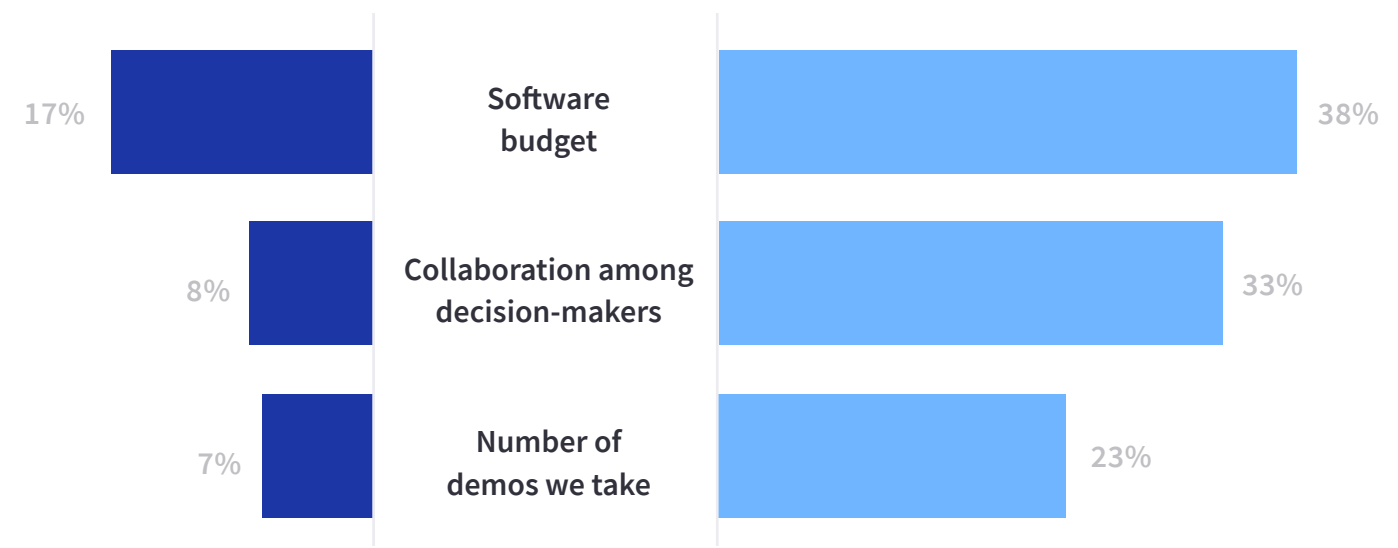 17%
Software
budget
38%
8%
Collaboration among
decision-makers
33%
7%
Number of
demos we take
23%